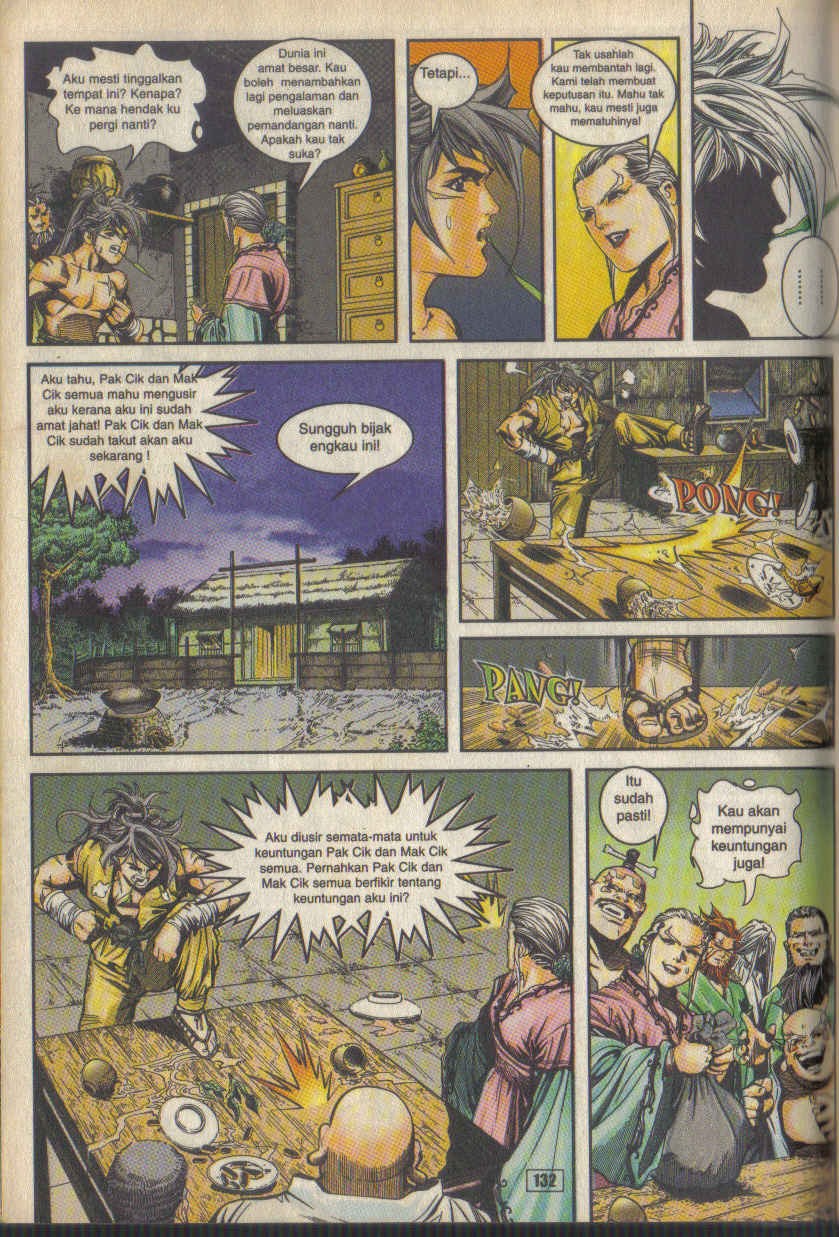 Aku mesti tinggalkan
tempat ini? Kenapa?
Ke mana hendak ku
pergi nanti?
Dunia ini
amat besar. Kau
boleh menambahkan
lagi pengalaman dan
meluaskan
pemandangan nanti.
Apakah kau tak
suka?
Tetapi...
Tak usahlah
kau membantah lagi.
Kami telah membuat
keputusan itu. Mahu tak
mahu, kau mesti juga
mematuhinya!
........
........
Aku tahu, Pak Cik dan Mak
Cik semua mahu mengusir
aku kerana aku ini sudah
amat jahat! Pak Cik dan Mak
Cik sudah takut akan aku
sekarang !
Sungguh bijak
engkau ini!
PONG!
PANG!
Aku diusir semata-mata untuk
keuntungan Pak Cik dan Mak Cik
semua. Pernahkan Pak Cik dan
Mak Cik semua berfikir tentang
keuntungan aku ini?
Itu
sudah
pasti!
Kau akan
mempunyai
keuntungan
juga!
132